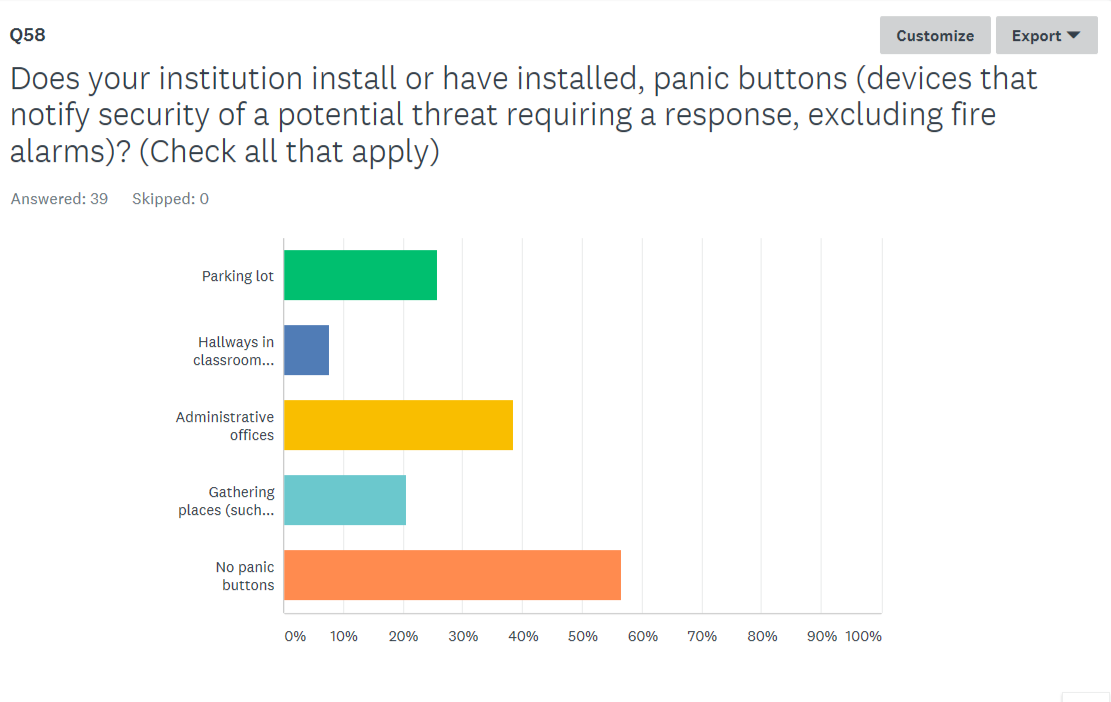 Q58
Customize
Export
Does your institution install or have installed, panic buttons (devices that
notify security of a potential threat requiring a response, excluding fire
alarms)? (Check all that apply)
Answered: 39 Skipped: 0
Parking lot
Hallways in
classroom...
Administrative
offices
Gathering
places (such...
No panic
buttons
0% 10% 20% 30% 40% 50% 60% 70% 80% 90% 100%